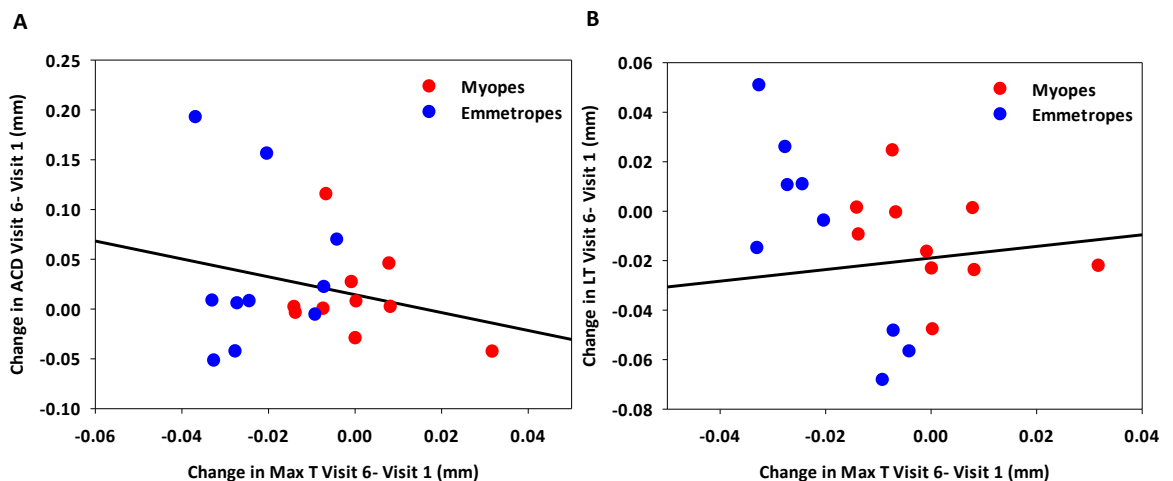 A
Change in ACD Visit 6- Visit 1 (mm)
0.25
0.20
0.15
0.10
0.05
0.00
-0.05
-0.10
Myopes
Emmetropes
-0.06
-0.04
-0.02
0.00
0.02
0.04
Change in Max T Visit 6- Visit 1 (mm)
B
Change in LT Visit 6- Visit 1 (mm)
0.06
0.04
0.02
0.00
-0.02
-0.04
-0.06
-0.08
Myopes
Emmetropes
-0.04
-0.02
0.00
0.02
0.04
Change in Max T Visit 6- Visit 1 (mm)